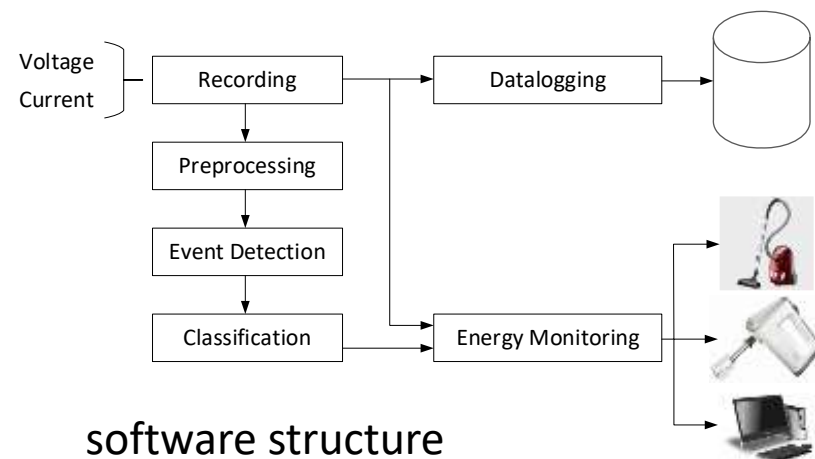 Voltage
Current
Recording
Datalogging
Preprocessing
Event Detection
Classification
Energy Monitoring
software structure